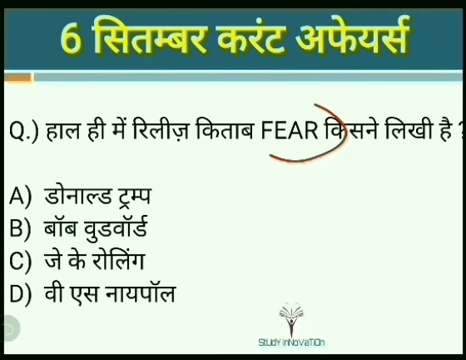 6 सितम्बर करंट अफेयर्स
Q.) हाल ही में रिलीज़ किताब FEAR किसने लिखी है ?
A) डोनाल्ड ट्रम्प
B) बॉब वुडवॉर्ड
C) जे के रोलिंग
D) वी एस नायपॉल
StUdY inNoVaTiOn